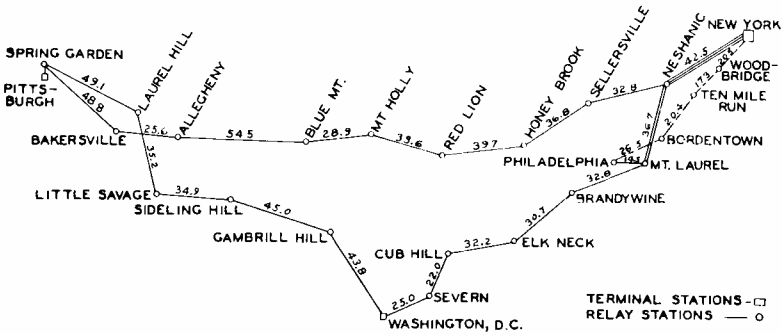 NEW YORK
SPRING GARDEN
PITTS-
BURGH
49.1
48.8
LAUREL HILL
ALLEGHENY
BAKERSVILLE
25.6
54.5
BLUE MT.
28.9
MT HOLLY
39.6
RED LION
39.7
HONEY BROOK
36.8
SELLERSVILLE
32.8
NESHANIC
42.5
WOOD-
BRIDGE
17.3
TEN MILE
RUN
20.4
36.7
BORDENTOWN
26.5
PHILADELPHIA
MT. LAUREL
35.2
LITTLE SAVAGE
34.9
SIDELING HILL
45.0
GAMBRILL HILL
43.8
WASHINGTON, D.C.
25.0
SEVERN
22.0
CUB HILL
32.2
ELK NECK
30.7
BRANDYWINE
32.8
TERMINAL STATIONS -
RELAY STATIONS